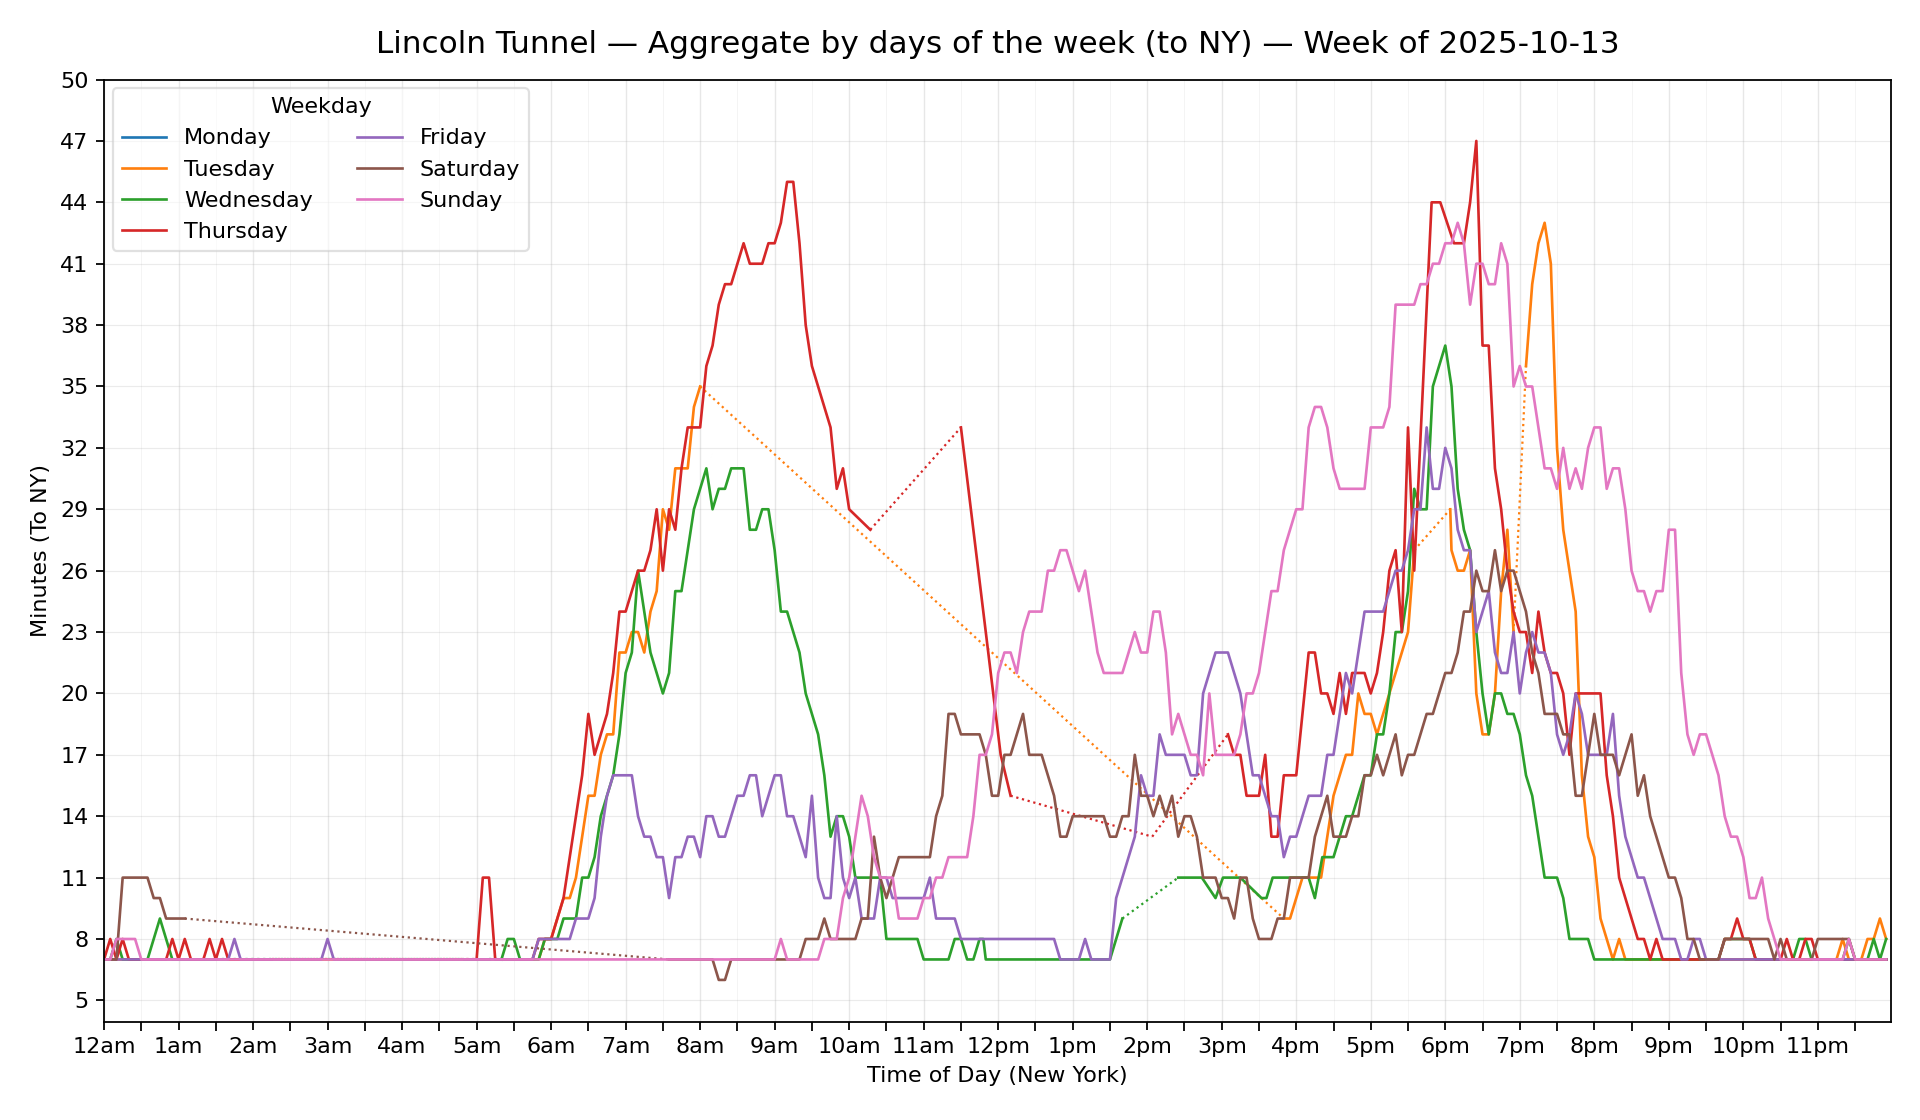 Lincoln Tunnel — Aggregate by days of the week (to NY) — Week of 2025-10-13
Weekday
Monday
Tuesday
Wednesday
Thursday
Friday
Saturday
Sunday
50
47
44
41
38
35
32
29
26
23
20
17
14
11
8
5
Minutes (To NY)
12am 1am 2am 3am 4am 5am 6am 7am 8am 9am 10am 11am 12pm 1pm 2pm 3pm 4pm 5pm 6pm 7pm 8pm 9pm 10pm 11pm
Time of Day (New York)